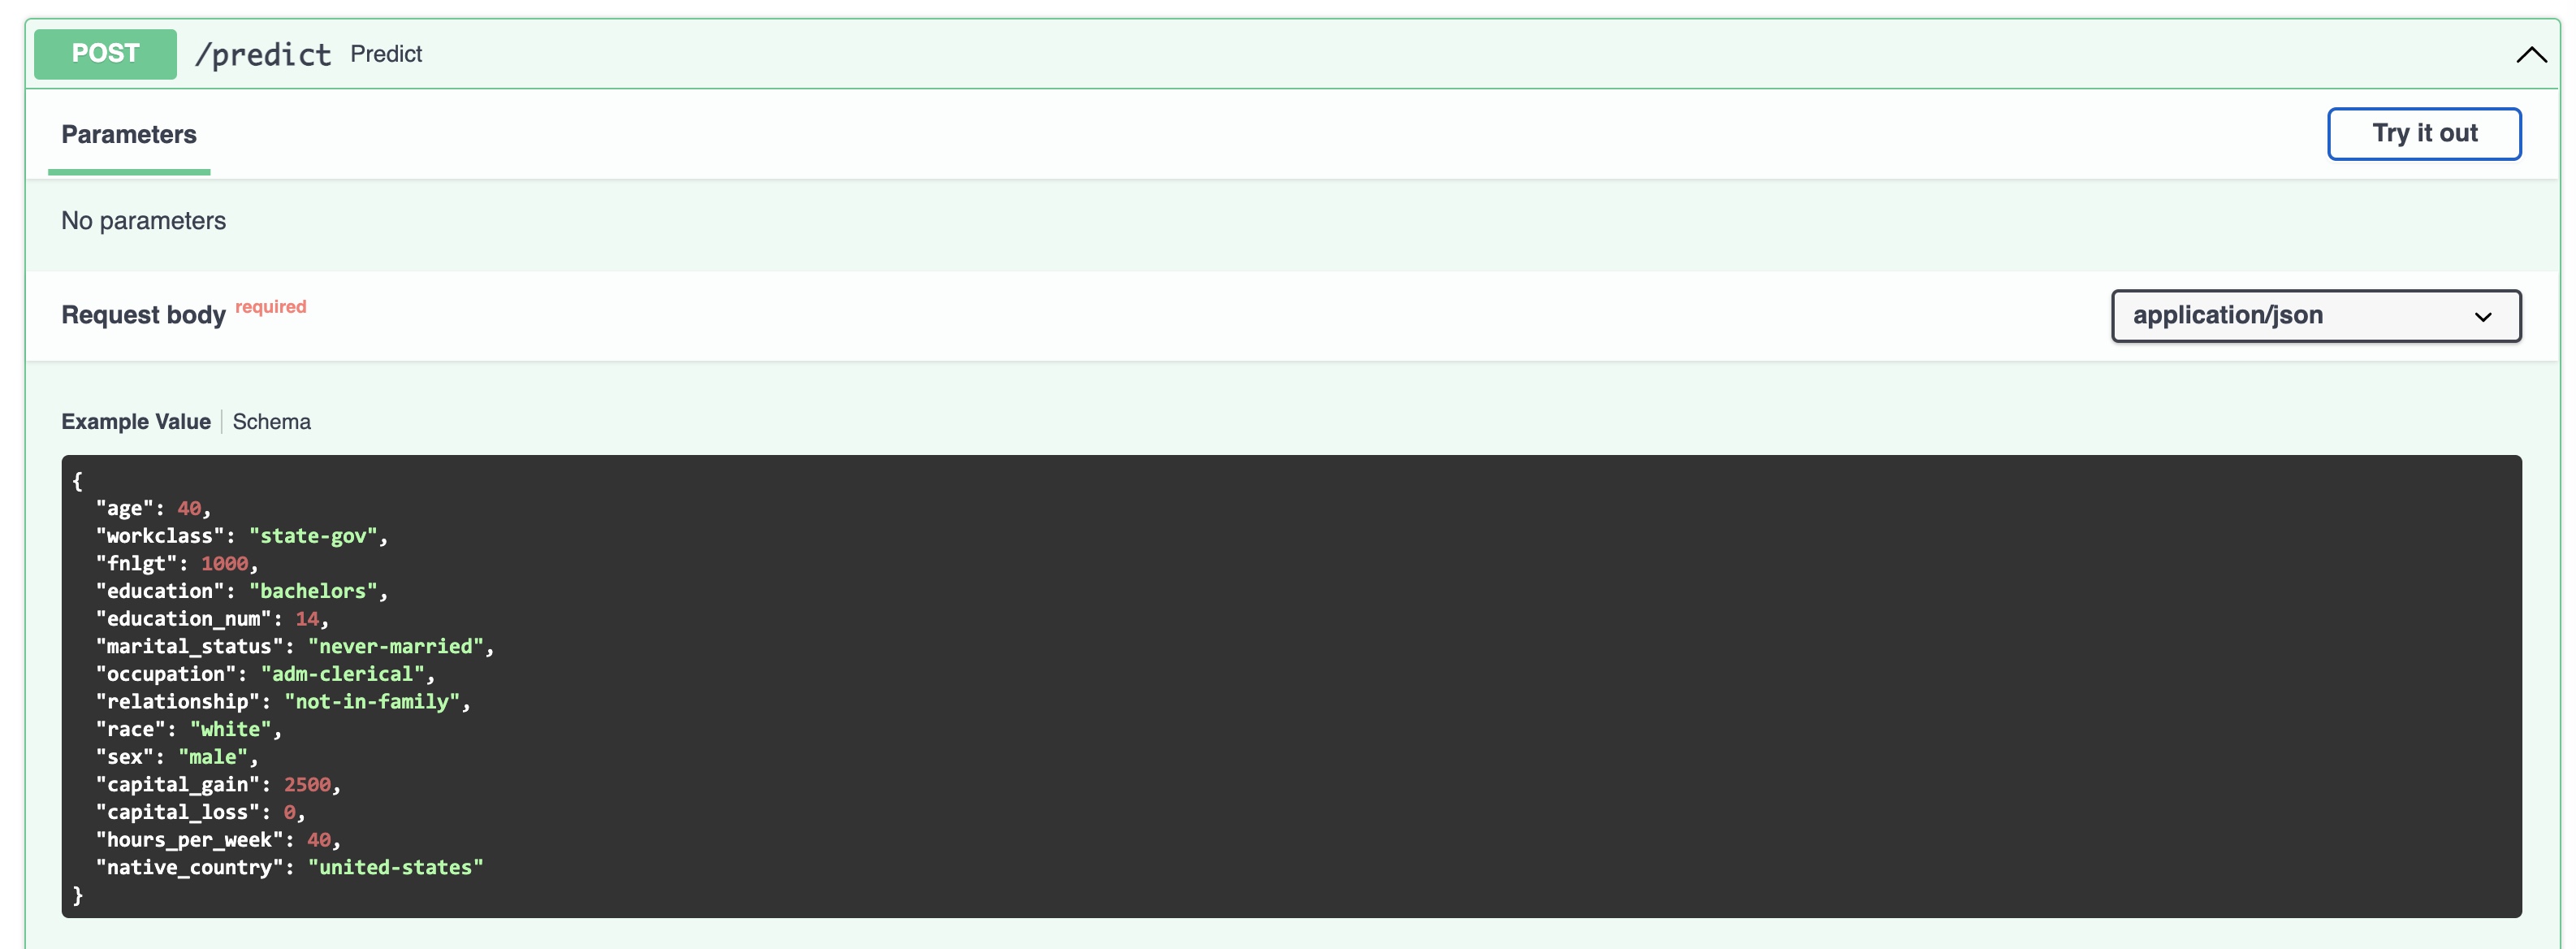 POST /predict Predict
Parameters
Try it out
No parameters
Request body required
application/json
Example Value | Schema
{
  "age": 40,
  "workclass": "state-gov",
  "fnlgt": 1000,
  "education": "bachelors",
  "education_num": 14,
  "marital_status": "never-married",
  "occupation": "adm-clerical",
  "relationship": "not-in-family",
  "race": "white",
  "sex": "male",
  "capital_gain": 2500,
  "capital_loss": 0,
  "hours_per_week": 40,
  "native_country": "united-states"
}